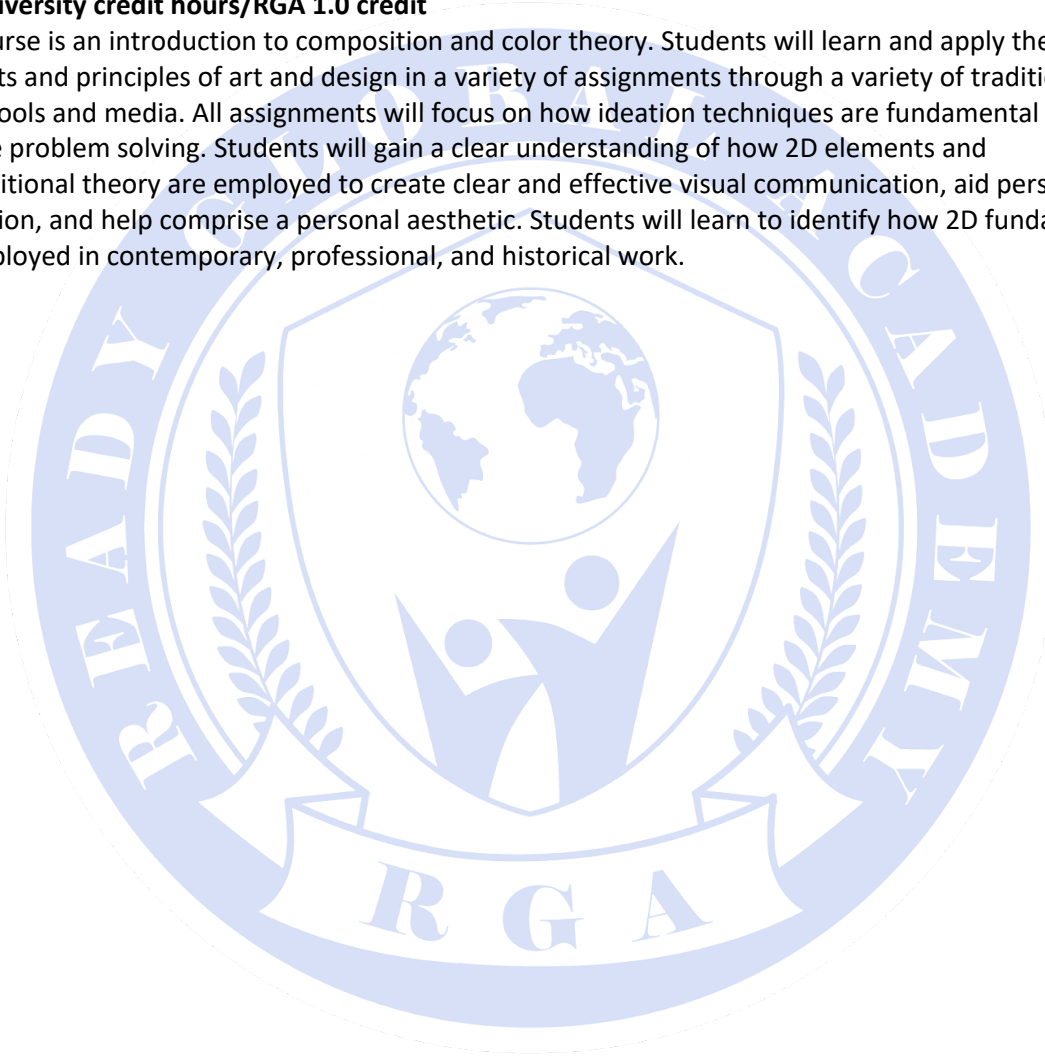 iversity credit hours/RGA 1.0 credit
urse is an introduction to composition and color theory. Students will learn and apply the
ts and principles of art and design in a variety of assignments through a variety of traditi
ools and media. All assignments will focus on how ideation techniques are fundamental
e problem solving. Students will gain a clear understanding of how 2D elements and
itional theory are employed to create clear and effective visual communication, aid pers
ion, and help comprise a personal aesthetic. Students will learn to identify how 2D funda
ployed in contemporary, professional, and historical work.
READY GLOBAL ACADEMY
RGA